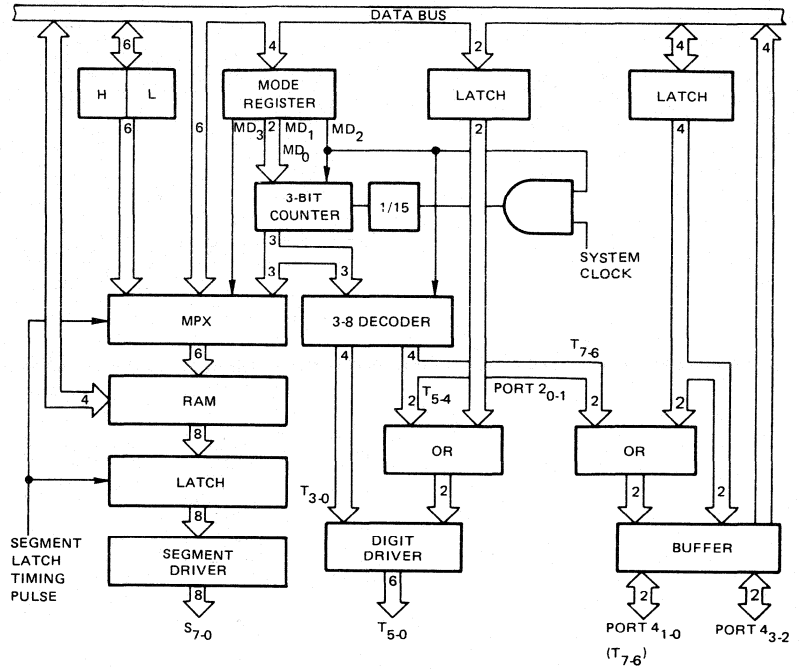 DATA BUS
6
4
2
4
4
H L
MODE
REGISTER
LATCH
LATCH
6
6
MD3
2
MD1
MD0
MD2
2
4
3-BIT
COUNTER
1/15
SYSTEM
CLOCK
3
3
3
MPX
3-8 DECODER
6
4
4
T7-6
RAM
4
T5-4
PORT 20-1
2
2
2
8
OR
OR
LATCH
T3-0
2
2
2
8
SEGMENT
LATCH
TIMING
PULSE
SEGMENT
DRIVER
DIGIT
DRIVER
BUFFER
8
6
2
2
S7-0
T5-0
PORT 41-0
(T7-6)
PORT 43-2